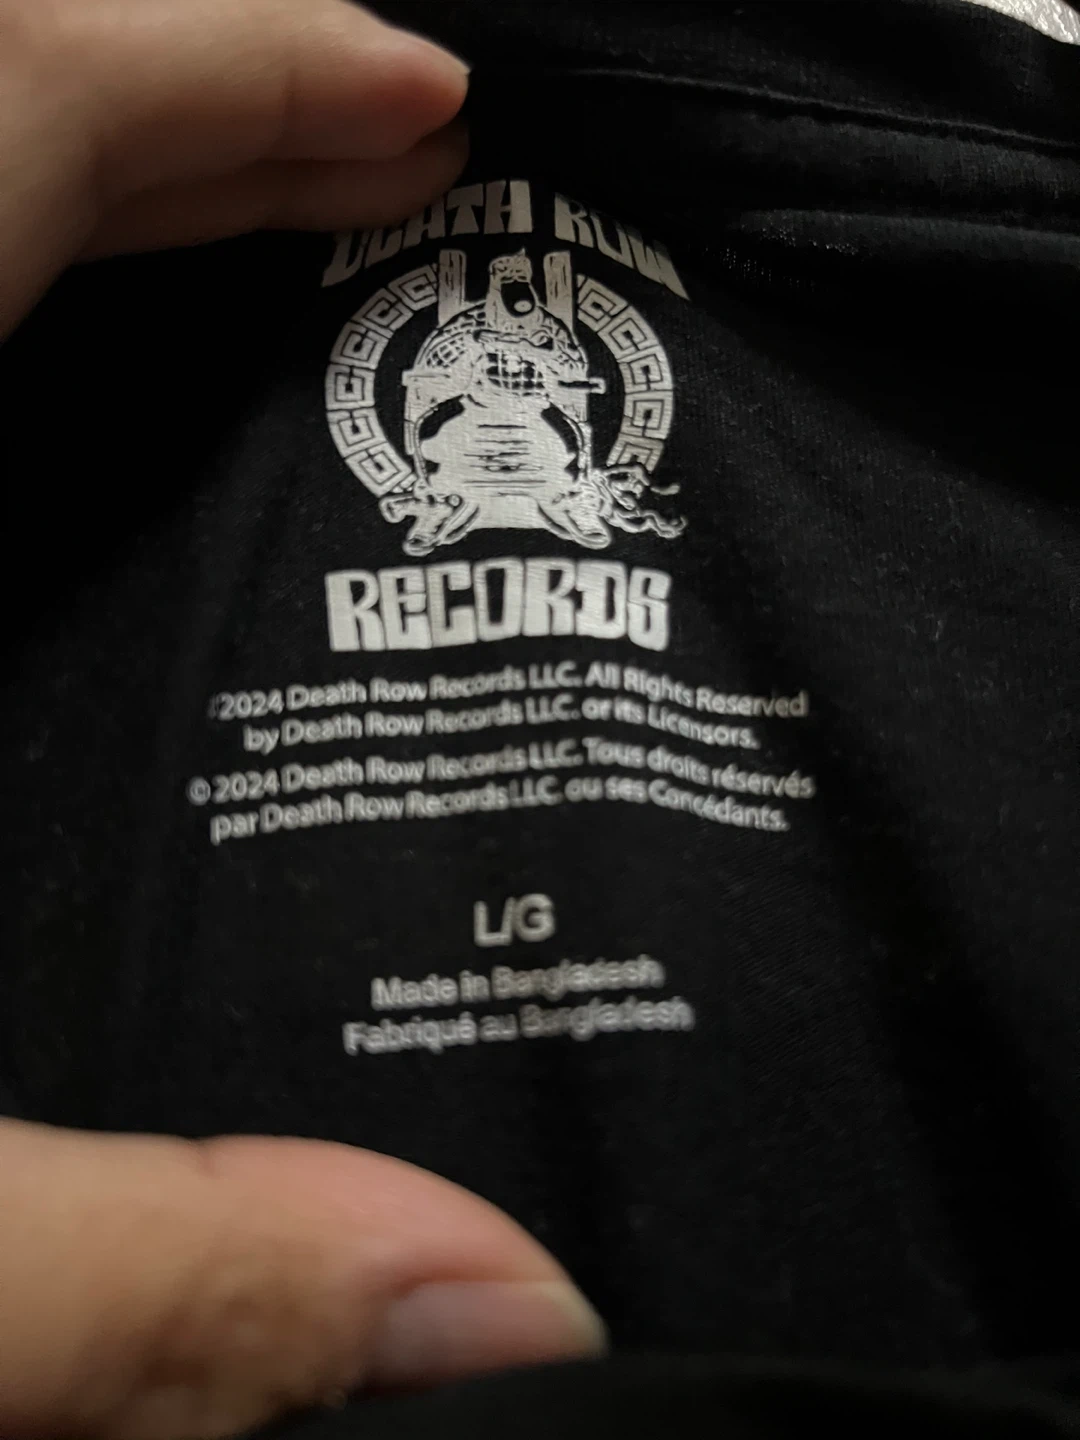 DEATH ROW
RECORDS
©2024 Death Row Records LLC. All Rights Reserved
by Death Row Records LLC. or its Licensors.
© 2024 Death Row Records LLC. Tous droits réservés
par Death Row Records LLC. ou ses Concédants.
L/G
Made in Bangladesh
Fabriqué au Bangladesh